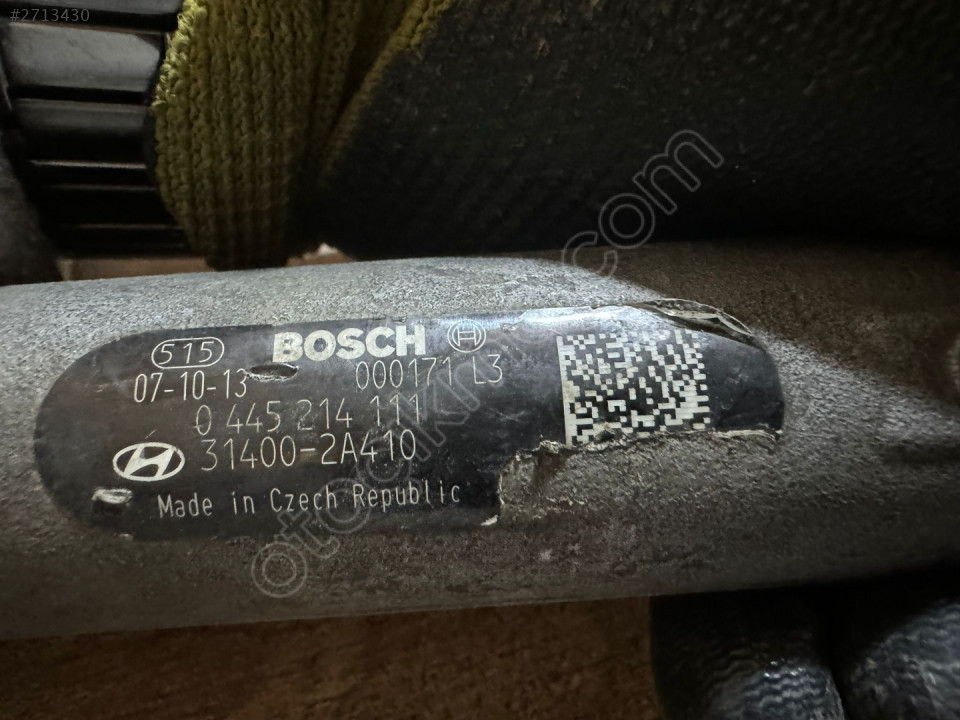 #2713430
515 BOSCH
07-10-13 000171 L3
0 445 214 111
31400-2A410
Made in Czech Republic